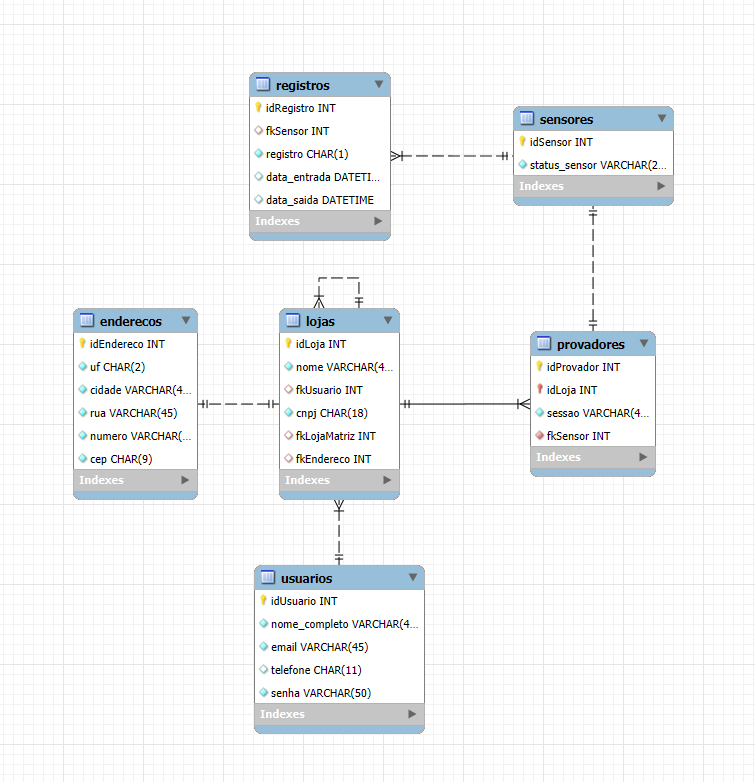 registros
idRegistro INT
fkSensor INT
registro CHAR(1)
data_entrada DATETI...
data_saida DATETIME
Indexes
sensores
idSensor INT
status_sensor VARCHAR(2...
Indexes
enderecos
idEndereco INT
uf CHAR(2)
cidade VARCHAR(4...
rua VARCHAR(45)
numero VARCHAR(...
cep CHAR(9)
Indexes
lojas
idLoja INT
nome VARCHAR(4...
fkUsuario INT
cnpj CHAR(18)
fkLojaMatriz INT
fkEndereco INT
Indexes
provadores
idProvador INT
idLoja INT
sessao VARCHAR(4...
fkSensor INT
Indexes
usuarios
idUsuario INT
nome_completo VARCHAR(4...
email VARCHAR(45)
telefone CHAR(11)
senha VARCHAR(50)
Indexes